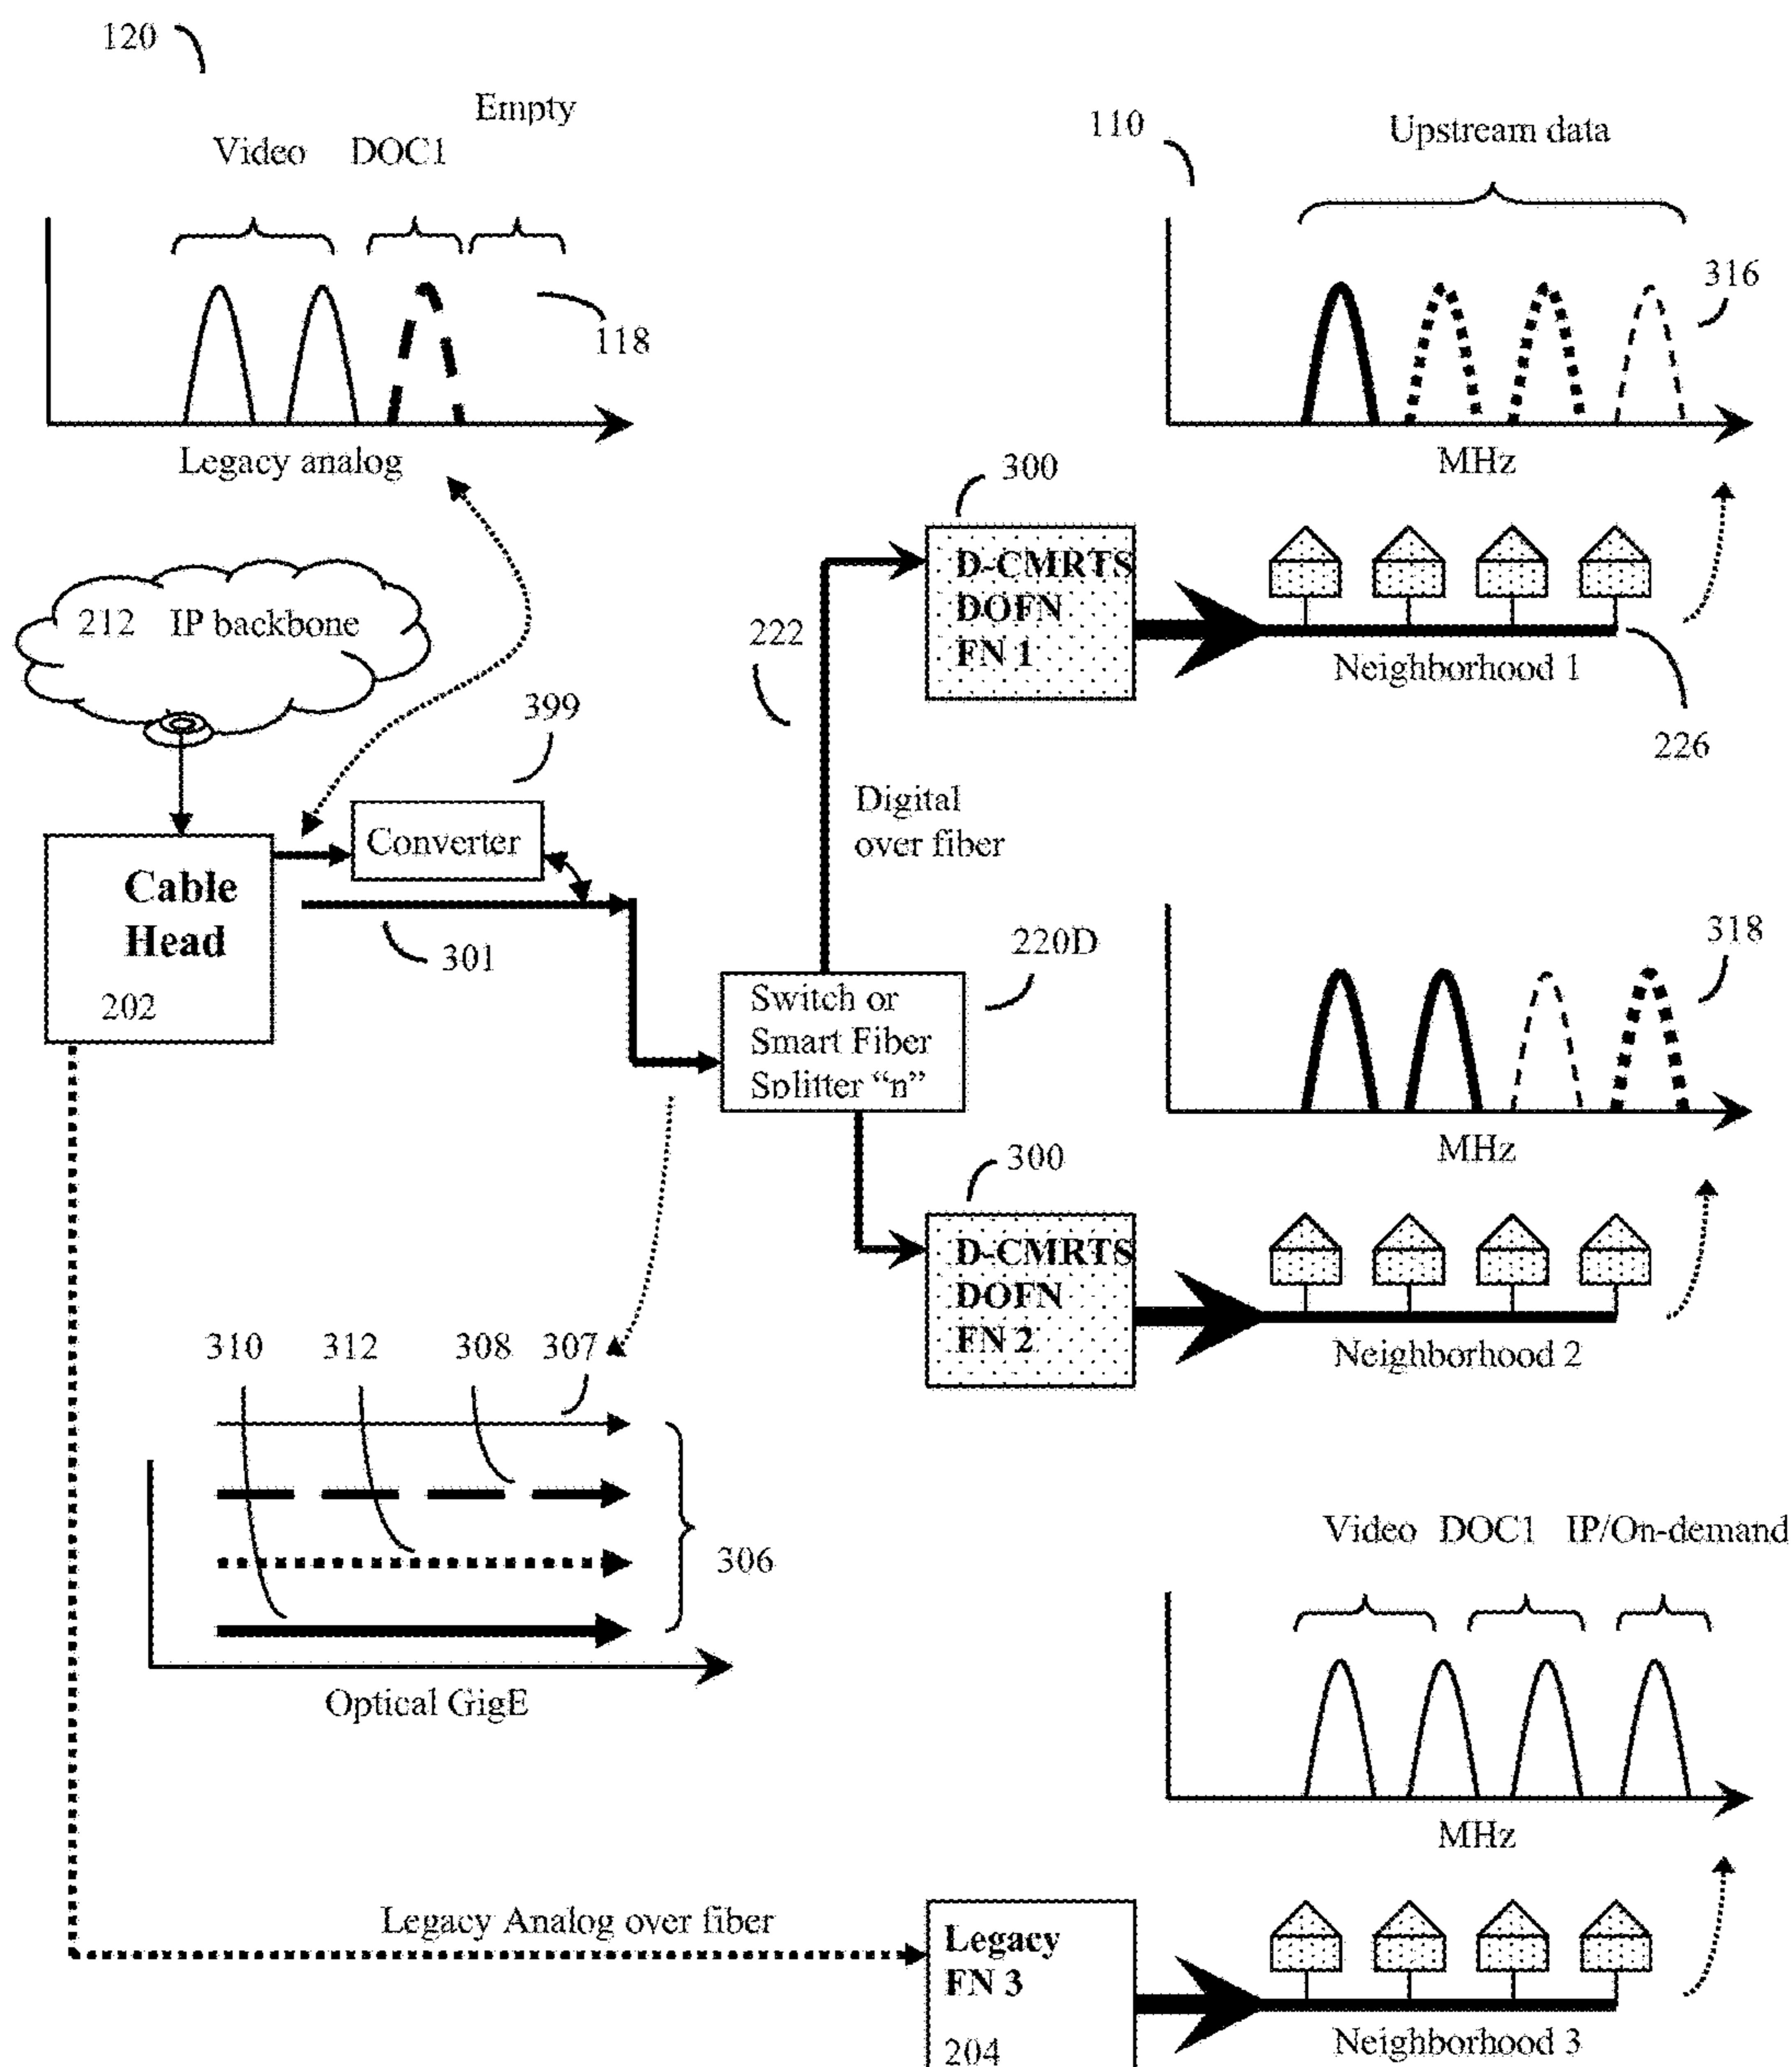 120
Empty
Video DOC1
118
Legacy analog
110
Upstream data
316
MHz
212 IP backbone
300
D-CMRTS
DOFN
FN 1
222
Neighborhood 1
226
399
Converter
Cable
Head
202
301
Digital
over fiber
220D
Switch or
Smart Fiber
Splitter “n”
318
MHz
300
D-CMRTS
DOFN
FN 2
Neighborhood 2
310 312 308 307
306
Optical GigE
Video DOC1 IP/On-demand
MHz
Legacy Analog over fiber
Legacy
FN 3
204
Neighborhood 3